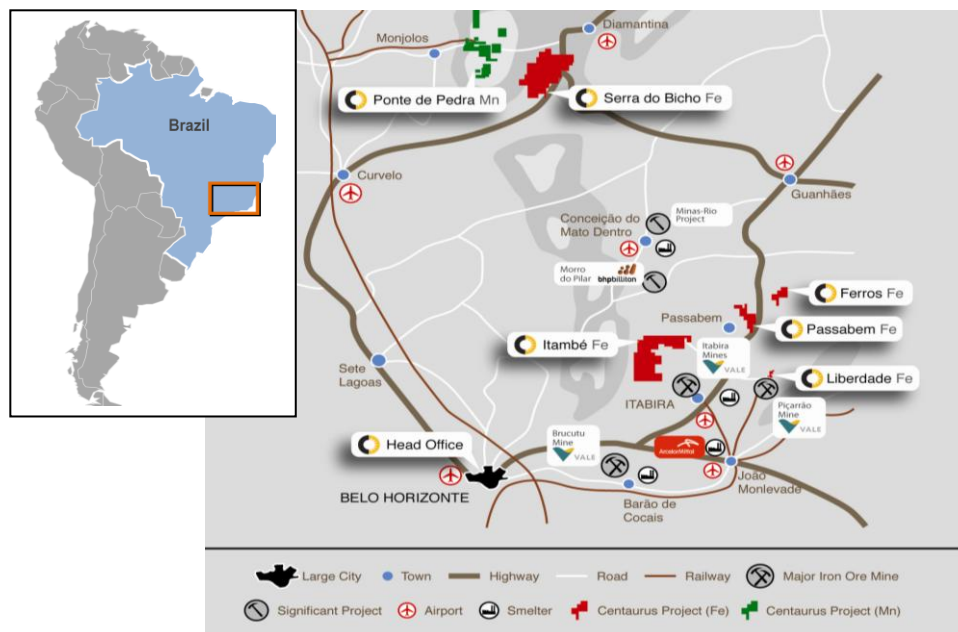 Brazil
Diamantina
Monjolos
Ponte de Pedra Mn
Serra do Bicho Fe
Curvelo
Guanhães
Conceição do
Mato Dentro
Minas-Rio
Project
Morro
do Pilar
bhpbilliton
Ferros Fe
Passabem
Passabem Fe
Itambé Fe
Itabira
Mines
VALE
Sete
Lagoas
Liberdade Fe
ITABIRA
Piçarrão
Mine
VALE
Head Office
Brucutu
Mine
VALE
ArcelorMittal
BELO HORIZONTE
João
Monlevade
Barão de
Cocais
Large City
Town
Highway
Road
Railway
Major Iron Ore Mine
Significant Project
Airport
Smelter
Centaurus Project (Fe)
Centaurus Project (Mn)